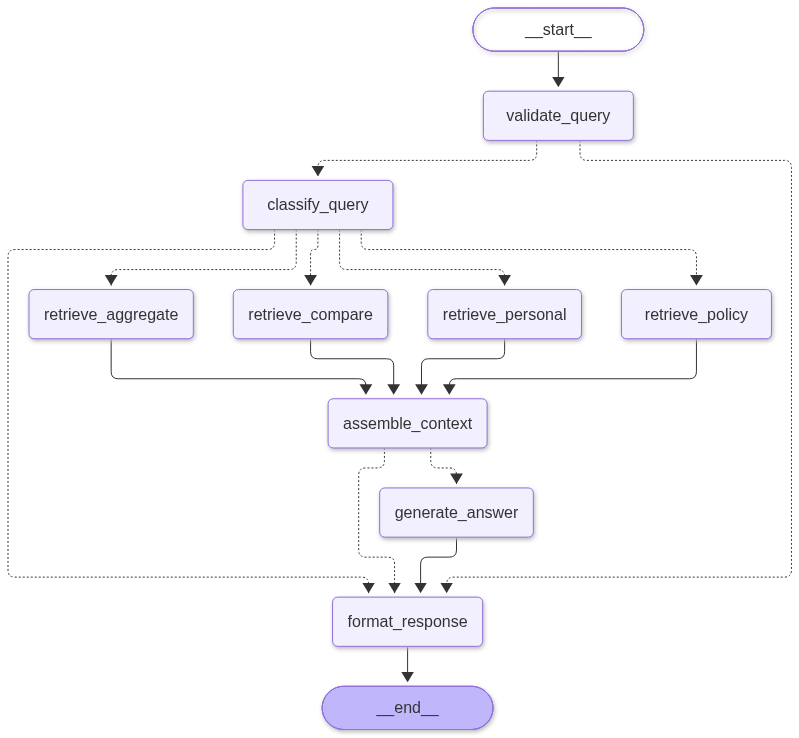 __start__
validate_query
classify_query
retrieve_aggregate
retrieve_compare
retrieve_personal
retrieve_policy
assemble_context
generate_answer
format_response
__end__